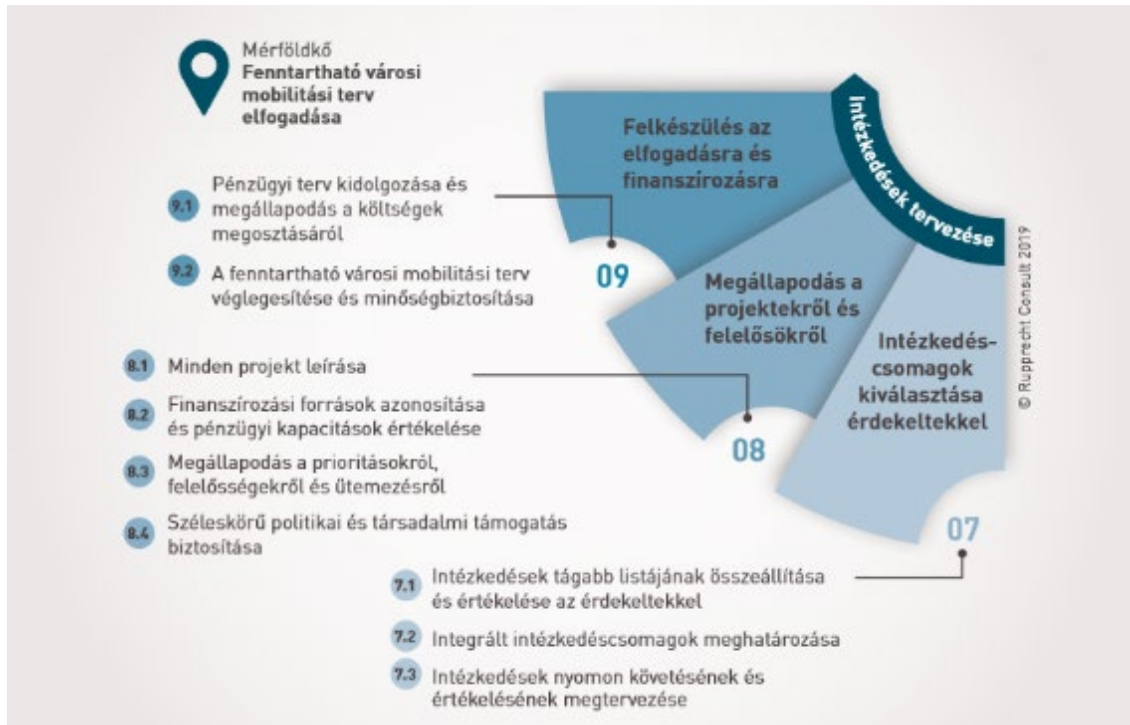 Mérföldkő
Fenntartható városi
mobilitási terv
elfogadása
Felkészülés az
elfogadásra és
finanszírozásra
Intézkedések tervezése
9.1
Pénzügyi terv kidolgozása és
megállapodás a költségek
megosztásáról
9.2
A fenntartható városi mobilitási terv
véglegesítése és minőségbiztosítása
09
Megállapodás a
projektekről és
felelősökről
Intézkedés-
csomagok
kiválasztása
érdekeltekkel
© Rupprecht Consult 2019
8.1
Minden projekt leírása
8.2
Finanszírozási források azonosítása
és pénzügyi kapacitások értékelése
8.3
Megállapodás a prioritásokról,
felelősségekről és ütemezésről
8.4
Széleskörű politikai és társadalmi támogatás
biztosítása
08
07
7.1
Intézkedések tágabb listájának összeállítása
és értékelése az érdekeltekkel
7.2
Integrált intézkedéscsomagok meghatározása
7.3
Intézkedések nyomon követésének és
értékelésének megtervezése